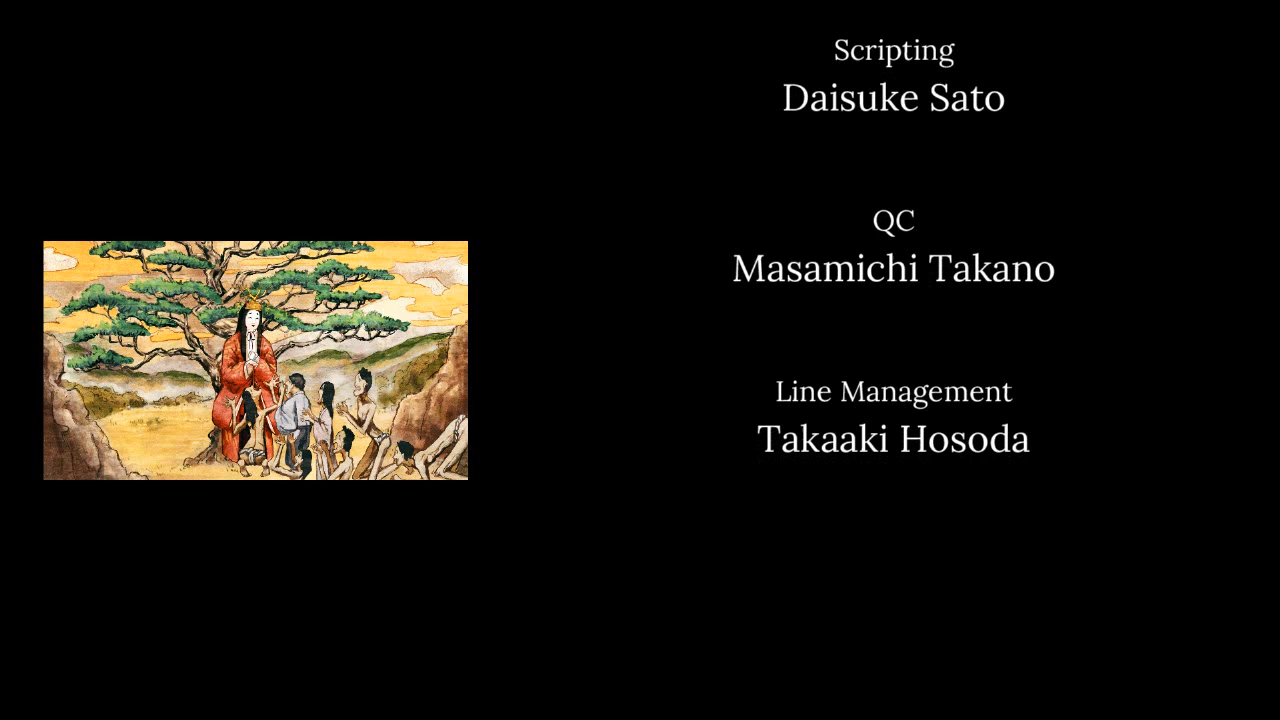 Scripting
Daisuke Sato
QC
Masamichi Takano
Line Management
Takaaki Hosoda